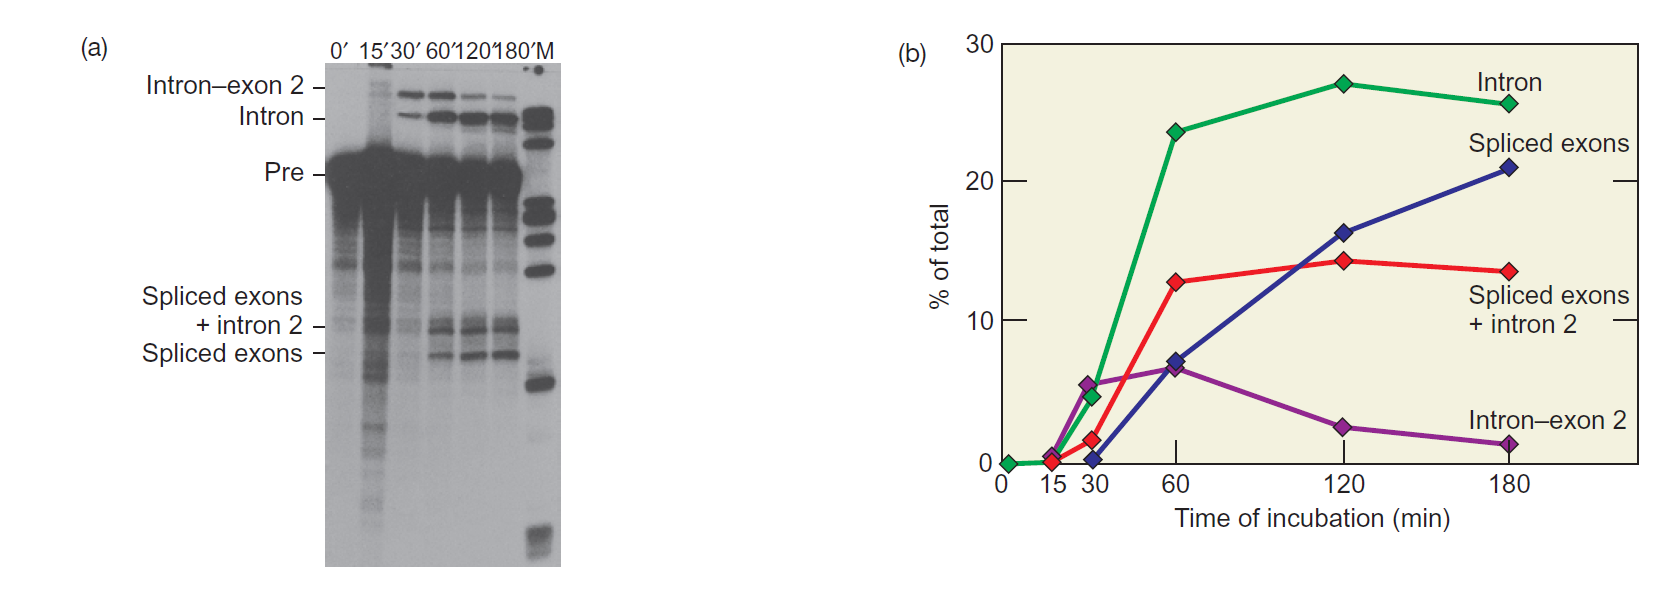 (a)
0′ 15′ 30′ 60′ 120′ 180′ M
Intron–exon 2
Intron
Pre
Spliced exons
+ intron 2
Spliced exons
(b)
30
20
10
0
% of total
Intron
Spliced exons
Spliced exons
+ intron 2
Intron–exon 2
0 15 30 60 120 180
Time of incubation (min)